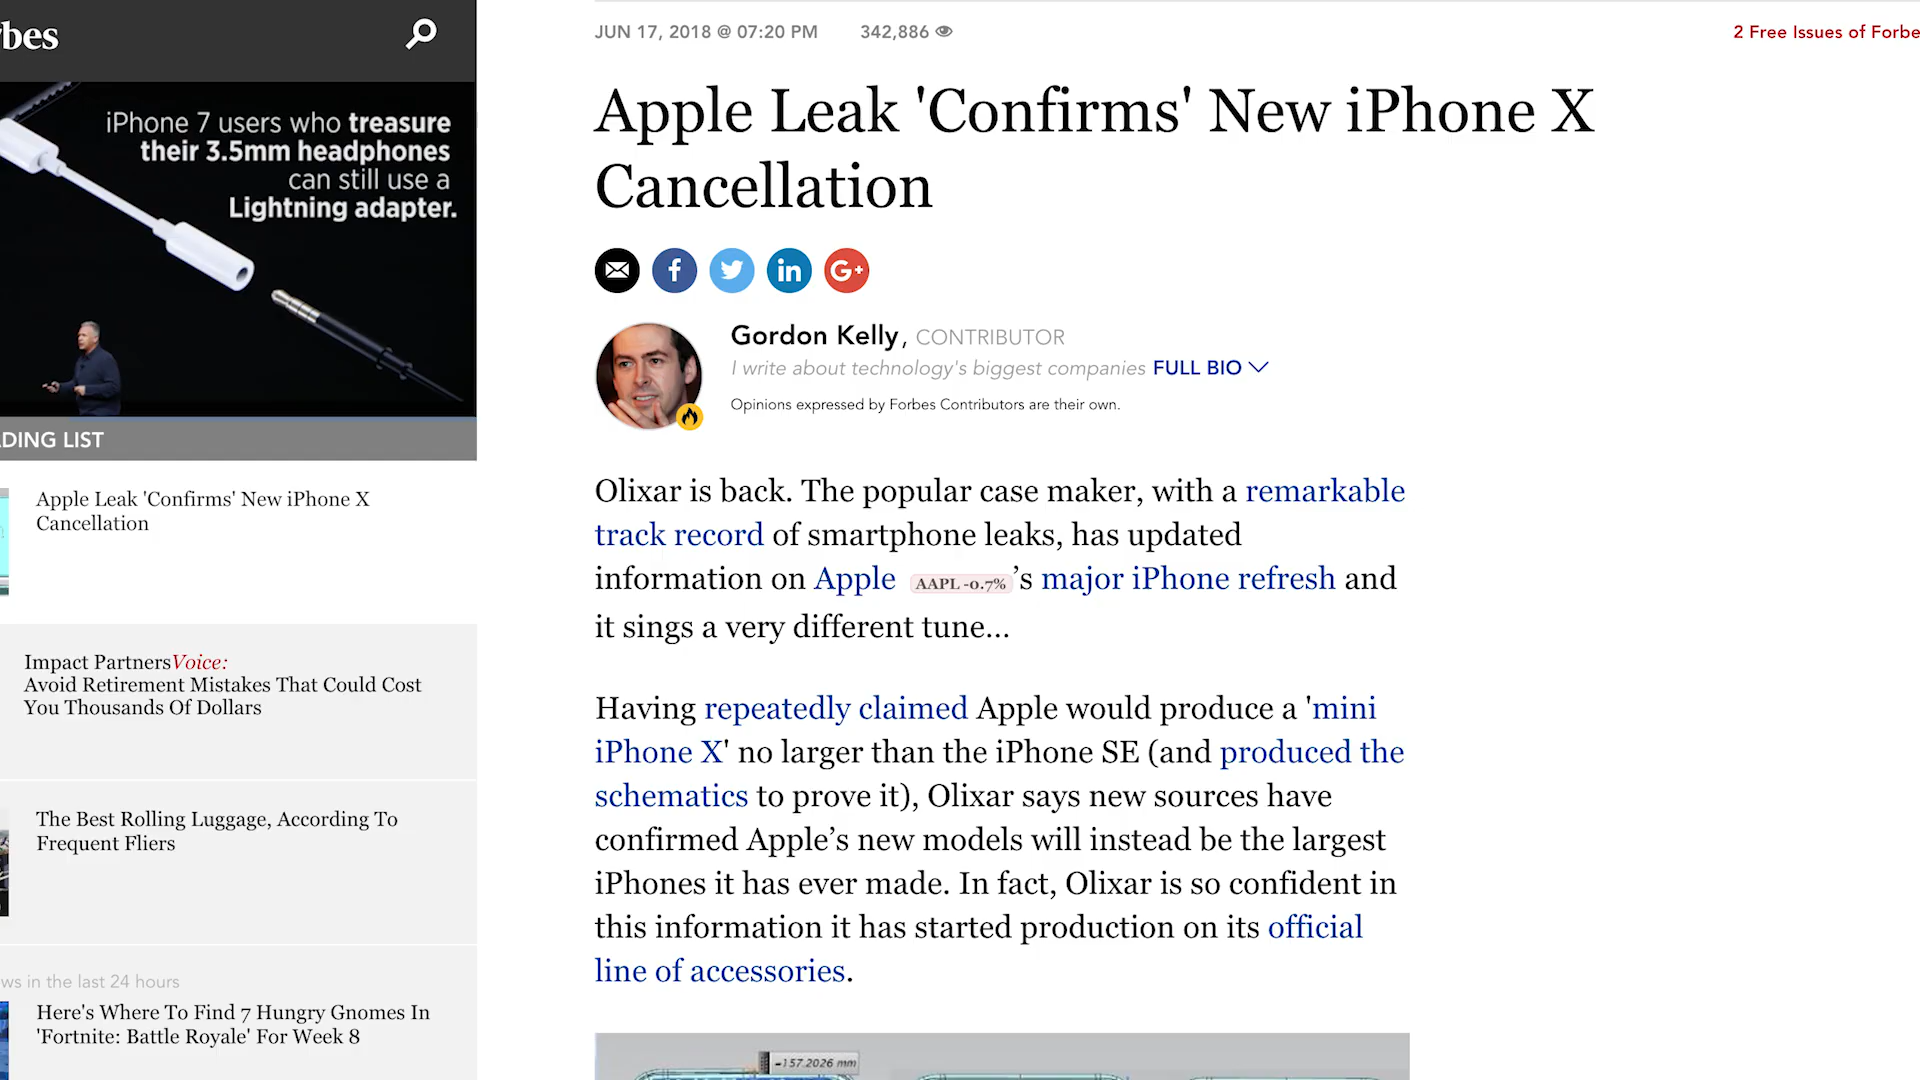 bes
iPhone 7 users who treasure
their 3.5mm headphones
can still use a
Lightning adapter.
DING LIST
Apple Leak 'Confirms' New iPhone X
Cancellation
Impact PartnersVoice:
Avoid Retirement Mistakes That Could Cost
You Thousands Of Dollars
The Best Rolling Luggage, According To
Frequent Fliers
ws in the last 24 hours
Here's Where To Find 7 Hungry Gnomes In
'Fortnite: Battle Royale' For Week 8
JUN 17, 2018 @ 07:20 PM 342,886
2 Free Issues of Forbe
Apple Leak 'Confirms' New iPhone X
Cancellation
f in G+
Gordon Kelly, CONTRIBUTOR
I write about technology's biggest companies FULL BIO
Opinions expressed by Forbes Contributors are their own.
Olixar is back. The popular case maker, with a remarkable
track record of smartphone leaks, has updated
information on Apple AAPL -0.7%’s major iPhone refresh and
it sings a very different tune...
Having repeatedly claimed Apple would produce a 'mini
iPhone X' no larger than the iPhone SE (and produced the
schematics to prove it), Olixar says new sources have
confirmed Apple’s new models will instead be the largest
iPhones it has ever made. In fact, Olixar is so confident in
this information it has started production on its official
line of accessories.
-157.2026 mm